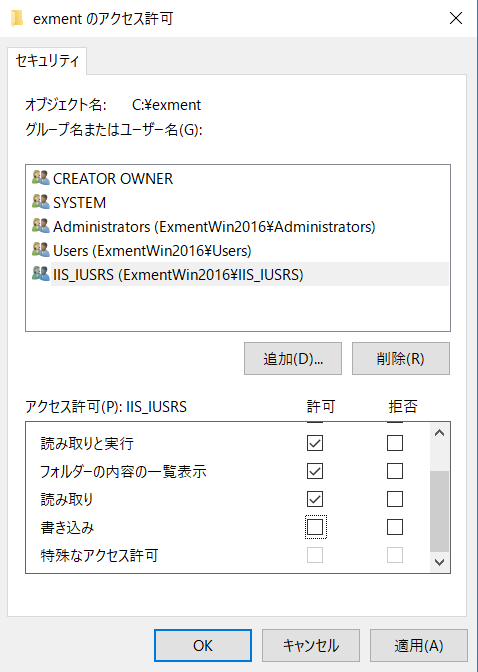 exment のアクセス許可
セキュリティ
オブジェクト名: C:¥exment
グループ名またはユーザー名(G):
CREATOR OWNER
SYSTEM
Administrators (ExmentWin2016¥Administrators)
Users (ExmentWin2016¥Users)
IIS_IUSRS (ExmentWin2016¥IIS_IUSRS)
追加(D)... 削除(R)
アクセス許可(P): IIS_IUSRS 許可 拒否
読み取りと実行
フォルダーの内容の一覧表示
読み取り
書き込み
特殊なアクセス許可
OK キャンセル 適用(A)